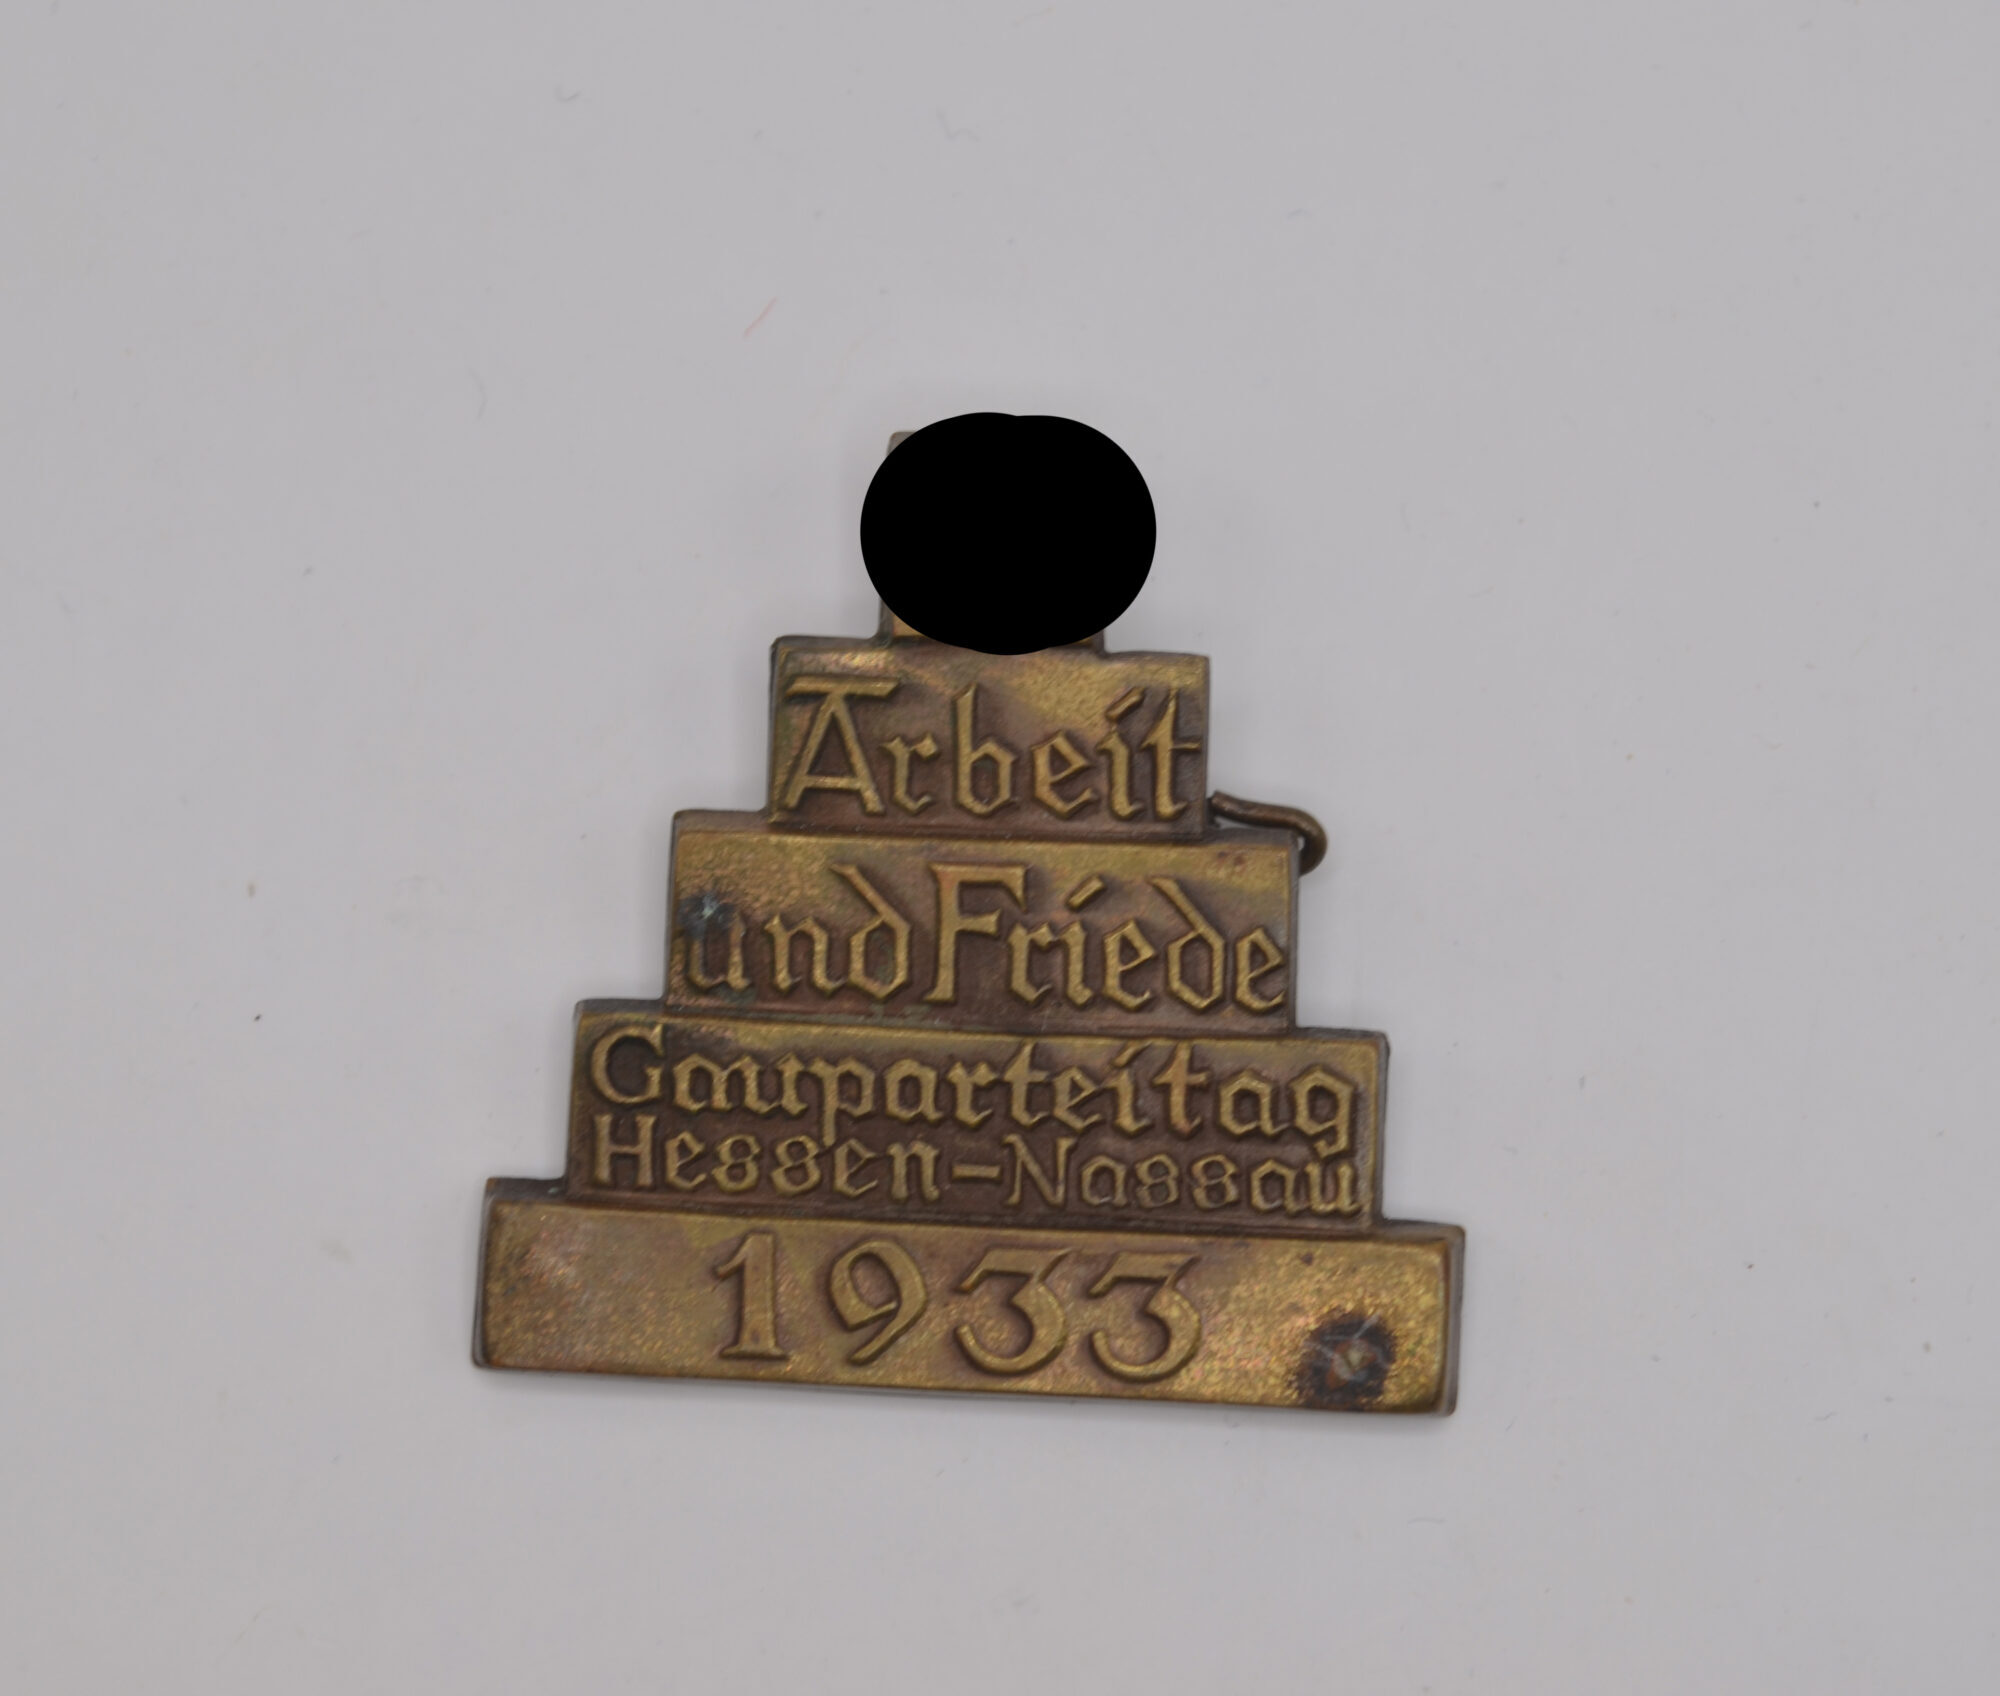 Arbeit
und Friede
Gauparteitag
Hessen-Nassau
1933